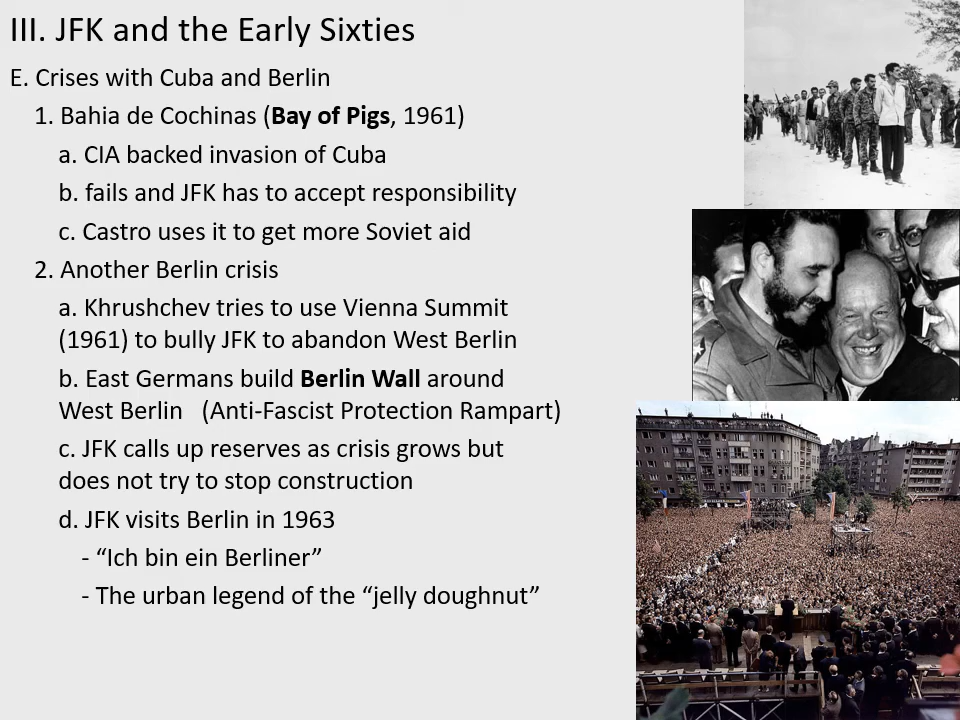 III. JFK and the Early Sixties
E. Crises with Cuba and Berlin
1. Bahia de Cochinas (Bay of Pigs, 1961)
a. CIA backed invasion of Cuba
b. fails and JFK has to accept responsibility
c. Castro uses it to get more Soviet aid
2. Another Berlin crisis
a. Khrushchev tries to use Vienna Summit
(1961) to bully JFK to abandon West Berlin
b. East Germans build Berlin Wall around
West Berlin (Anti-Fascist Protection Rampart)
c. JFK calls up reserves as crisis grows but
does not try to stop construction
d. JFK visits Berlin in 1963
- “Ich bin ein Berliner”
- The urban legend of the “jelly doughnut”